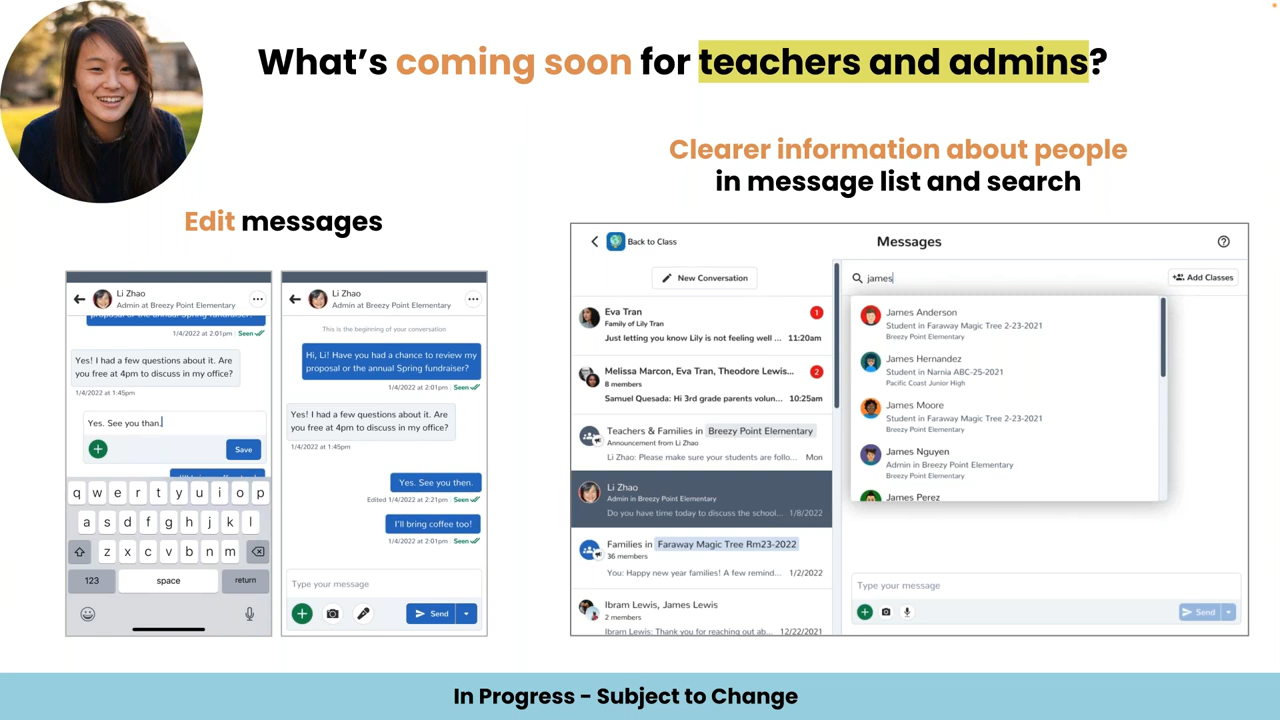 What's coming soon for teachers and admins?
Edit messages
Li Zhao
Admin at Breezy Point Elementary
1/4/2022 at 2:01pm Seen
Yes! I had a few questions about it. Are
you free at 4pm to discuss in my office?
1/4/2022 at 1:45pm
Yes. See you than.
Save
q w e r t y u i o p
a s d f g h j k l
z x c v b n m
123 space return
Li Zhao
Admin at Breezy Point Elementary
This is the beginning of your conversation
Hi, Li! Have you had a chance to review my
proposal or the annual Spring fundraiser?
1/4/2022 at 2:01pm Seen
Yes! I had a few questions about it. Are
you free at 4pm to discuss in my office?
1/4/2022 at 1:45pm
Yes. See you then.
Edited 1/4/2022 at 2:21pm Seen
I'll bring coffee too!
1/4/2022 at 2:01pm Seen
Type your message
Send
Clearer information about people
in message list and search
Back to Class
Messages
New Conversation
Eva Tran
1
Family of Lily Tran
Just letting you know Lily is not feeling well ... 11:20am
Melissa Marcon, Eva Tran, Theodore Lewis...
2
8 members
Samuel Quesada: Hi 3rd grade parents volun... 10:25am
Teachers & Families in Breezy Point Elementary
Announcement from Li Zhao
Li Zhao: Please make sure your students are follo... Mon
Li Zhao
Admin in Breezy Point Elementary
Do you have time today to discuss the school... 1/8/2022
Families in Faraway Magic Tree Rm23-2022
36 members
You: Happy new year families! A few remind... 1/2/2022
Ibram Lewis, James Lewis
2 members
Ibram Lewis: Thank you for reaching out ab... 12/22/2021
james
Add Classes
James Anderson
Student in Faraway Magic Tree 2-23-2021
Breezy Point Elementary
James Hernandez
Student in Narnia ABC-25-2021
Pacific Coast Junior High
James Moore
Student in Faraway Magic Tree 2-23-2021
Breezy Point Elementary
James Nguyen
Admin in Breezy Point Elementary
Breezy Point Elementary
James Perez
Type your message
Send
In Progress - Subject to Change